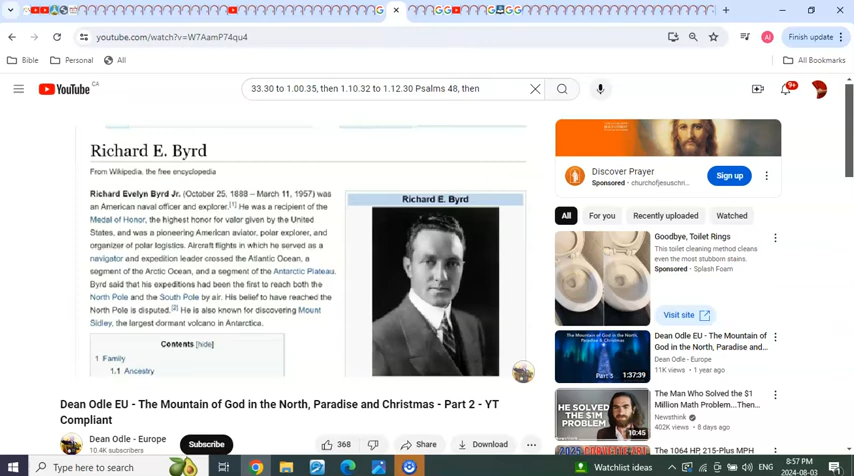 Finish update
youtube.com/watch?v=W7AamP74qu4
Bible
Personal
All
All Bookmarks
YouTube CA
33.30 to 1.00.35, then 1.10.32 to 1.12.30 Psalms 48, then
9+
Richard E. Byrd
From Wikipedia, the free encyclopedia
Richard Evelyn Byrd Jr. (October 25, 1888 – March 11, 1957) was
an American naval officer and explorer.[1] He was a recipient of the
Medal of Honor, the highest honor for valor given by the United
States, and was a pioneering American aviator, polar explorer, and
organizer of polar logistics. Aircraft flights in which he served as a
navigator and expedition leader crossed the Atlantic Ocean, a
segment of the Arctic Ocean, and a segment of the Antarctic Plateau.
Byrd said that his expeditions had been the first to reach both the
North Pole and the South Pole by air. His belief to have reached the
North Pole is disputed.[2] He is also known for discovering Mount
Sidley, the largest dormant volcano in Antarctica.
Contents [hide]
1 Family
1.1 Ancestry
Richard E. Byrd
Dean Odle EU - The Mountain of God in the North, Paradise and Christmas - Part 2 - YT
Compliant
Dean Odle - Europe
10.4K subscribers
Subscribe
368
Share
Download
Discover Prayer
Sponsored · churchofjesuschri...
Sign up
All
For you
Recently uploaded
Watched
Goodbye, Toilet Rings
This toilet cleaning method cleans
even the most stubborn stains.
Sponsored · Splash Foam
Visit site
The Mountain of God in the North,
Paradise & Christmas
Part 3
1:37:39
Dean Odle EU - The Mountain of
God in the North, Paradise and...
Dean Odle - Europe
11K views · 1 year ago
HE SOLVED
THE $1M
PROBLEM
10:45
The Man Who Solved the $1
Million Math Problem...Then...
Newsthink
402K views · 8 days ago
The 1064 HP, 215-Plus MPH
Type here to search
Watchlist ideas
8:57 PM
2024-08-03